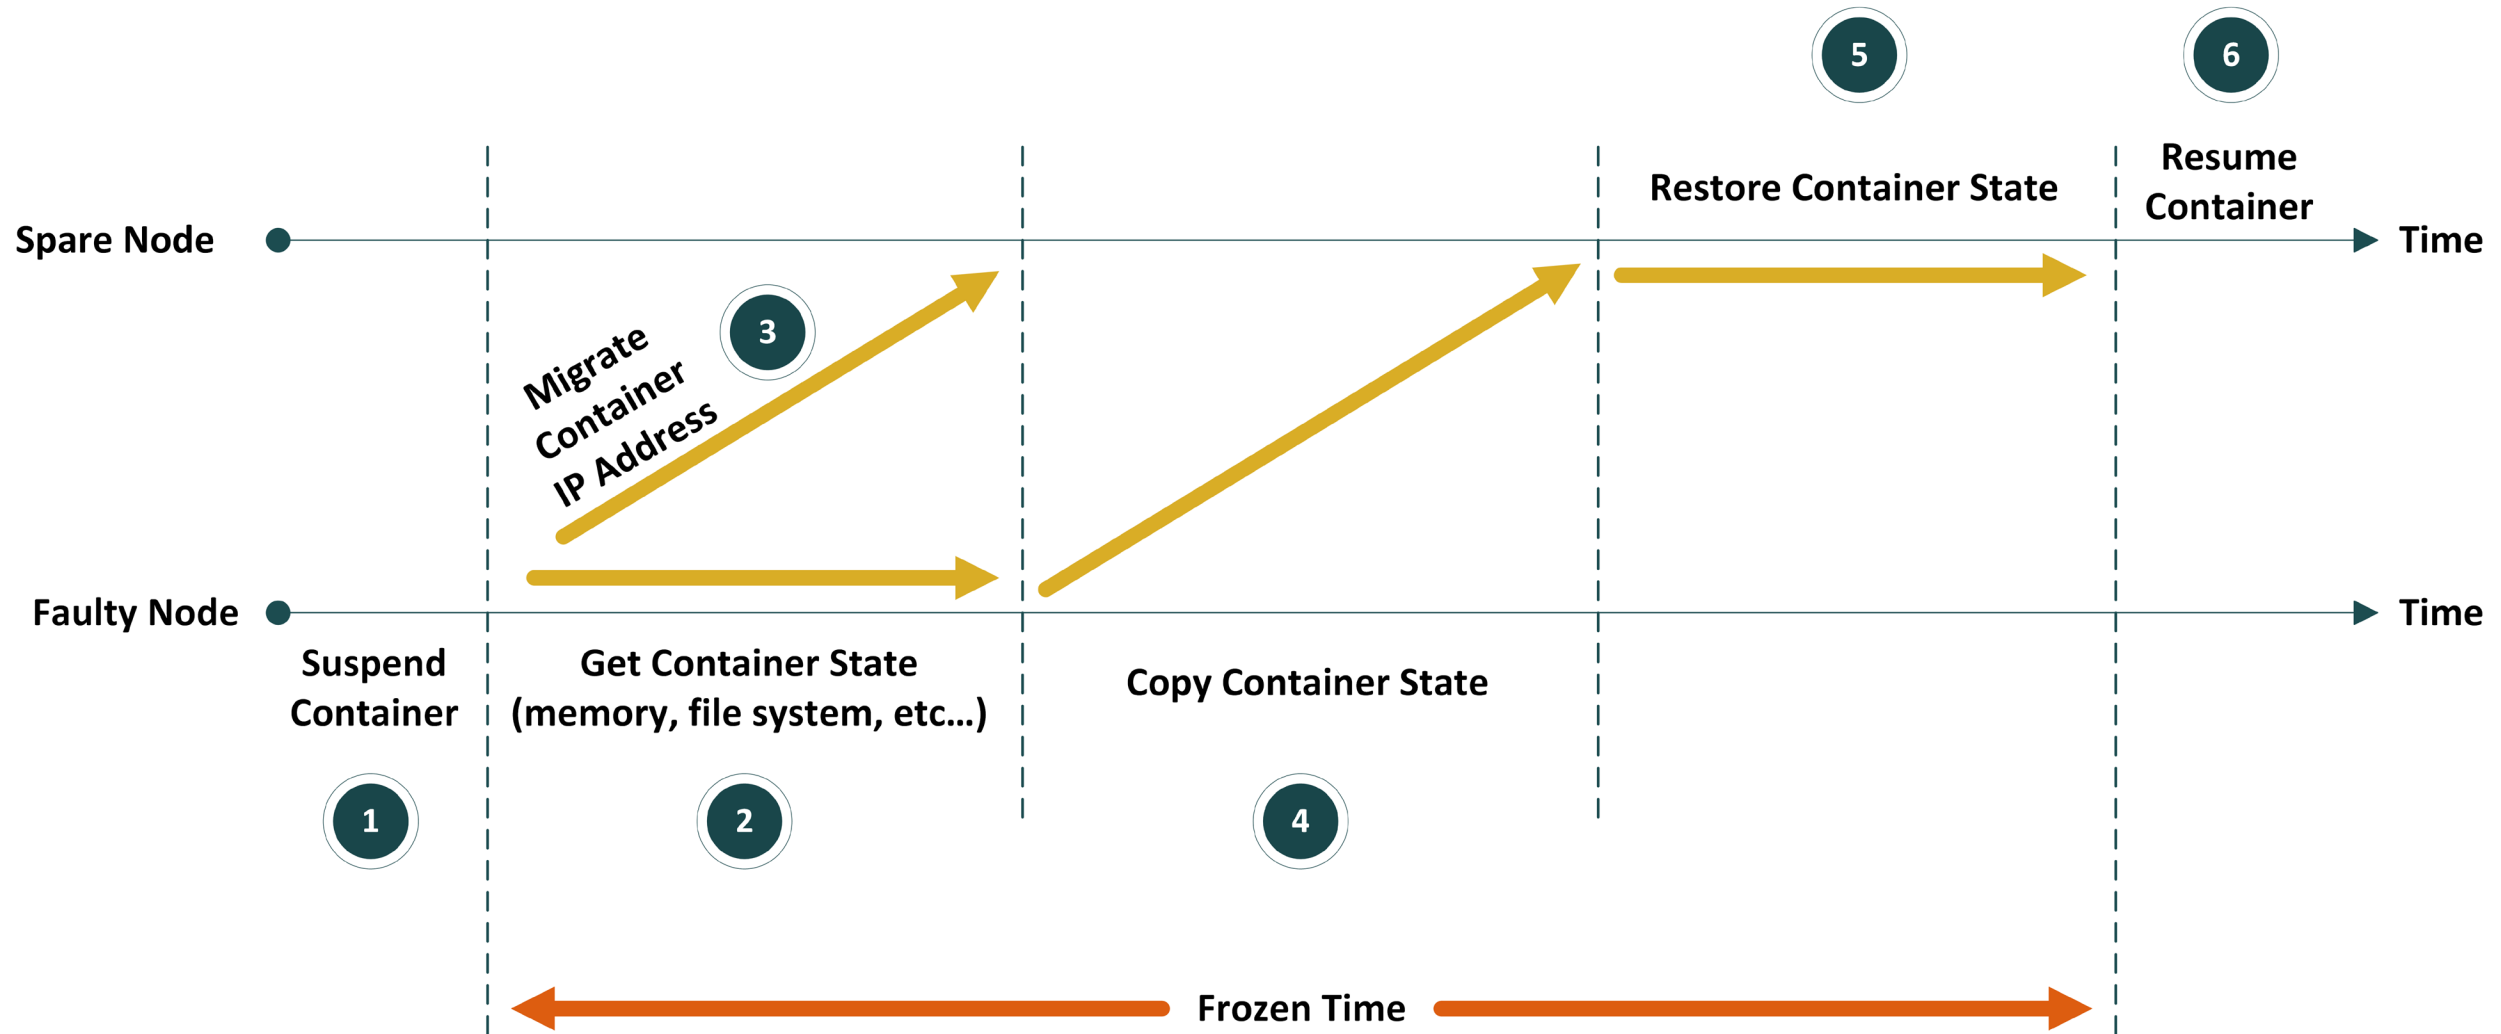 5
6
Resume
Container
Restore Container State
Spare Node
Time
3
Migrate
Container
IP Address
Faulty Node
Time
Suspend
Container
Get Container State
(memory, file system, etc...)
Copy Container State
1
2
4
Frozen Time